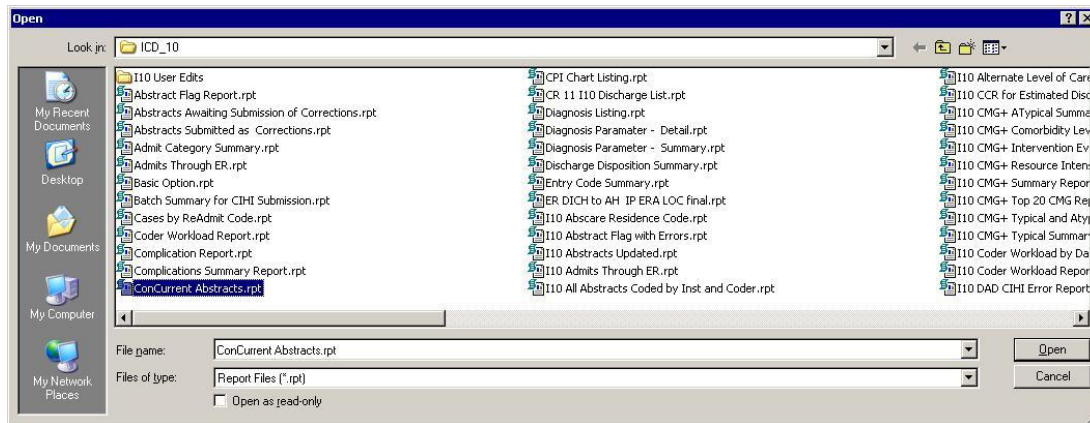 Open
Look in: ICD_10
My Recent
Documents
Desktop
My Documents
My Computer
My Network
Places
I10 User Edits
Abstract Flag Report.rpt
Abstracts Awaiting Submission of Corrections.rpt
Abstracts Submitted as Corrections.rpt
Admit Category Summary.rpt
Admits Through ER.rpt
Basic Option.rpt
Batch Summary for CIHI Submission.rpt
Cases by ReAdmit Code.rpt
Coder Workload Report.rpt
Complication Report.rpt
Complications Summary Report.rpt
ConCurrent Abstracts.rpt
CPI Chart Listing.rpt
CR 11 I10 Discharge List.rpt
Diagnosis Listing.rpt
Diagnosis Paramater - Detail.rpt
Diagnosis Parameter - Summary.rpt
Discharge Disposition Summary.rpt
Entry Code Summary.rpt
ER DICH to AH IP ERA LOC final.rpt
I10 Abscare Residence Code.rpt
I10 Abstract Flag with Errors.rpt
I10 Abstracts Updated.rpt
I10 Admits Through ER.rpt
I10 All Abstracts Coded by Inst and Coder.rpt
I10 Alternate Level of Care
I10 CCR for Estimated Disc
I10 CMG+ ATypical Summa
I10 CMG+ Comorbidity Lev
I10 CMG+ Intervention Ev
I10 CMG+ Resource Intens
I10 CMG+ Summary Repor
I10 CMG+ Top 20 CMG Rep
I10 CMG+ Typical and Atyp
I10 CMG+ Typical Summar
I10 Coder Workload by Da
I10 Coder Workload Repor
I10 DAD CIHI Error Report
File name: ConCurrent Abstracts.rpt Open
Files of type: Report Files (*.rpt) Cancel
Open as read-only